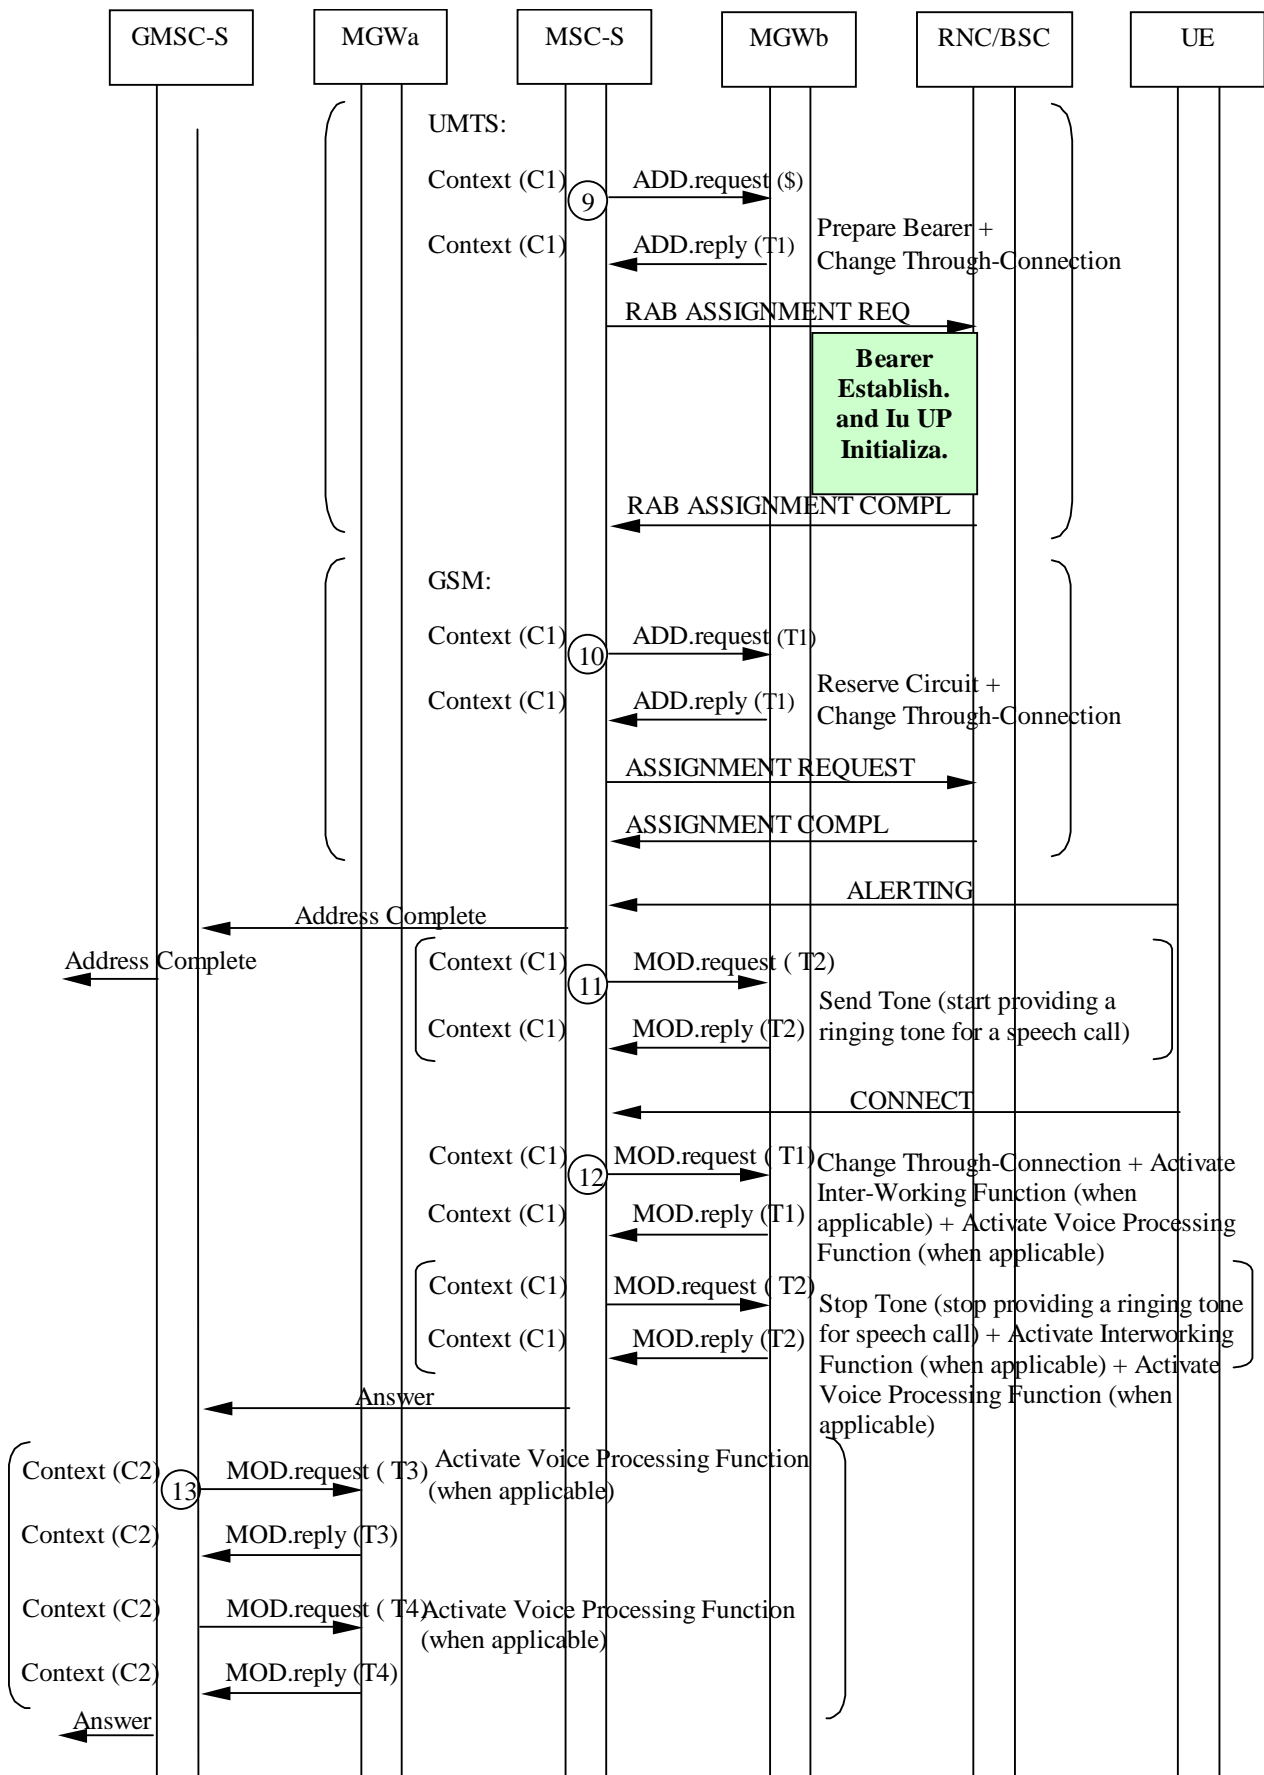 GMSC-S
MGWa
MSC-S
MGWb
RNC/BSC
UE
UMTS:
Context (C1)
9
ADD.request ($)
Context (C1)
ADD.reply (T1)
Prepare Bearer +
Change Through-Connection
RAB ASSIGNMENT REQ
Bearer
Establish.
and Iu UP
Initializa.
RAB ASSIGNMENT COMPL
GSM:
Context (C1)
10
ADD.request (T1)
Context (C1)
ADD.reply (T1)
Reserve Circuit +
Change Through-Connection
ASSIGNMENT REQUEST
ASSIGNMENT COMPL
ALERTING
Address Complete
Address Complete
Context (C1)
11
MOD.request ( T2)
Context (C1)
MOD.reply (T2)
Send Tone (start providing a
ringing tone for a speech call)
CONNECT
Context (C1)
12
MOD.request ( T1)
Context (C1)
MOD.reply (T1)
Change Through-Connection + Activate
Inter-Working Function (when
applicable) + Activate Voice Processing
Function (when applicable)
Context (C1)
MOD.request ( T2)
Context (C1)
MOD.reply (T2)
Stop Tone (stop providing a ringing tone
for speech call) + Activate Interworking
Function (when applicable) + Activate
Voice Processing Function (when
applicable)
Answer
Context (C2)
13
MOD.request ( T3)
Activate Voice Processing Function
(when applicable)
Context (C2)
MOD.reply (T3)
Context (C2)
MOD.request ( T4)
Activate Voice Processing Function
(when applicable)
Context (C2)
MOD.reply (T4)
Answer